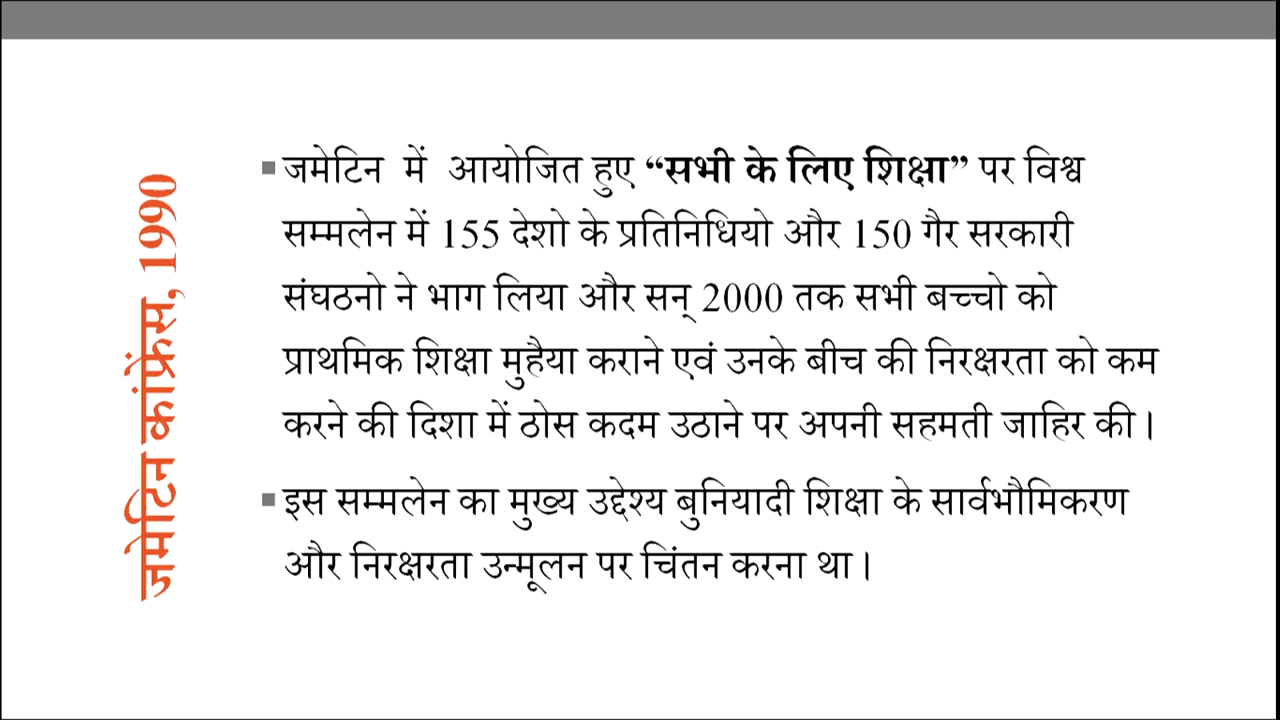 जमेटिन कांफ्रेंस, 1990
▪ जमेटिन में आयोजित हुए “सभी के लिए शिक्षा” पर विश्व
सम्मलेन में 155 देशो के प्रतिनिधियो और 150 गैर सरकारी
संघठनो ने भाग लिया और सन् 2000 तक सभी बच्चो को
प्राथमिक शिक्षा मुहैया कराने एवं उनके बीच की निरक्षरता को कम
करने की दिशा में ठोस कदम उठाने पर अपनी सहमती जाहिर की।
▪ इस सम्मलेन का मुख्य उद्देश्य बुनियादी शिक्षा के सार्वभौमिकरण
और निरक्षरता उन्मूलन पर चिंतन करना था।